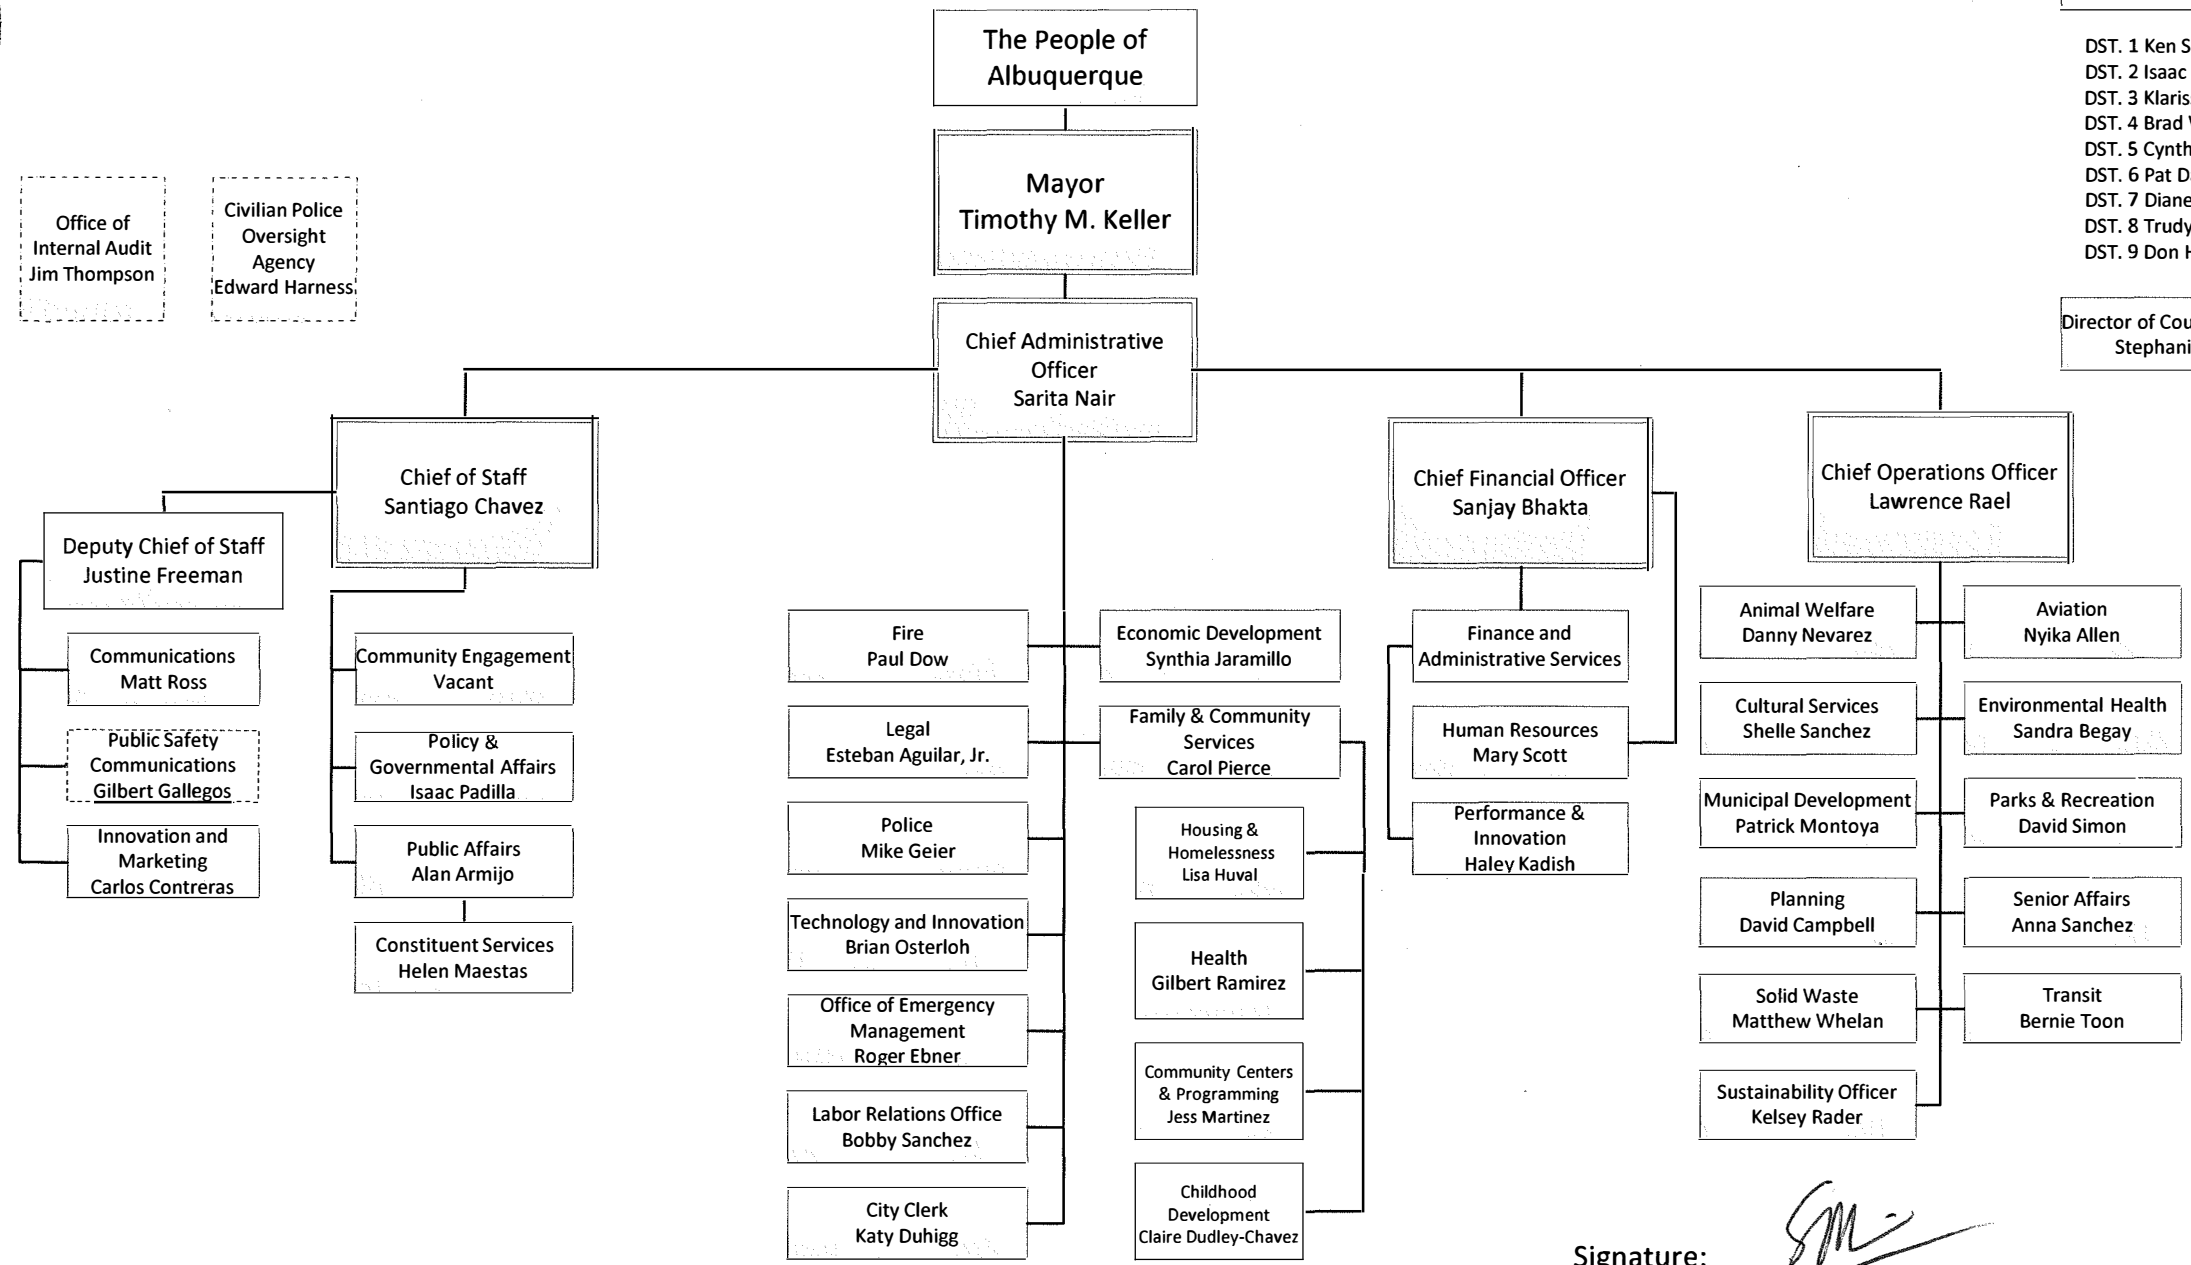 The People of
Albuquerque
Mayor
Timothy M. Keller
Office of
Internal Audit
Jim Thompson
Civilian Police
Oversight
Agency
Edward Harness
DST. 1 Ken
DST. 2 Isaac
DST. 3
DST. 4 Brad
DST. 5
DST. 6 Pat
DST. 7 Diane
DST. 8 Trudy
DST. 9 Don
Director of
Chief Administrative
Officer
Sarita Nair
Chief of Staff
Santiago Chavez
Deputy Chief of Staff
Justine Freeman
Communications
Matt Ross
Public Safety
Communications
Gilbert Gallegos
Innovation and
Marketing
Carlos Contreras
Community Engagement
Vacant
Policy &
Governmental Affairs
Isaac Padilla
Public Affairs
Alan Armijo
Constituent Services
Helen Maestas
Fire
Paul Dow
Legal
Esteban Aguilar, Jr.
Police
Mike Geier
Technology and Innovation
Brian Osterloh
Office of Emergency
Management
Roger Ebner
Labor Relations Office
Bobby Sanchez
City Clerk
Katy Duhigg
Economic Development
Synthia Jaramillo
Family & Community
Services
Carol Pierce
Housing &
Homelessness
Lisa Huval
Health
Gilbert Ramirez
Community Centers
& Programming
Jess Martinez
Childhood
Development
Claire Dudley-Chavez
Chief Financial Officer
Sanjay Bhakta
Finance and
Administrative Services
Human Resources
Mary Scott
Performance &
Innovation
Haley Kadish
Chief Operations Officer
Lawrence Rael
Animal Welfare
Danny Nevarez
Aviation
Nyika Allen
Cultural Services
Shelle Sanchez
Environmental Health
Sandra Begay
Municipal Development
Patrick Montoya
Parks & Recreation
David Simon
Planning
David Campbell
Senior Affairs
Anna Sanchez
Solid Waste
Matthew Whelan
Transit
Bernie Toon
Sustainability Officer
Kelsey Rader
Signature: